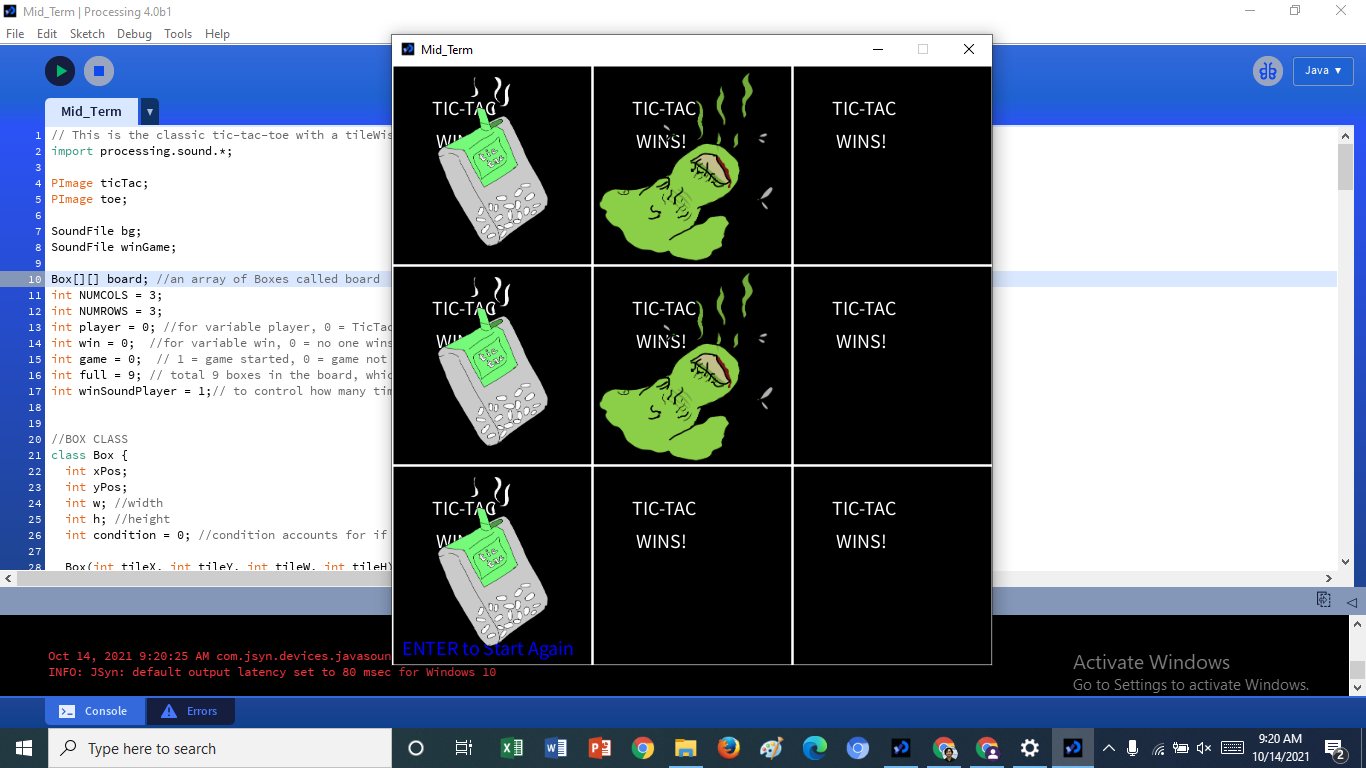 Mid_Term | Processing 4.0b1
File Edit Sketch Debug Tools Help
Mid_Term
Java ▾
Mid_Term ▾
1 // This is the classic tic-tac-toe with a tileWis
2 import processing.sound.*;
3
4 PImage ticTac;
5 PImage toe;
6
7 SoundFile bg;
8 SoundFile winGame;
9
10 Box[][] board; //an array of Boxes called board
11 int NUMCOLS = 3;
12 int NUMROWS = 3;
13 int player = 0; //for variable player, 0 = TicTac
14 int win = 0; //for variable win, 0 = no one wins
15 int game = 0; // 1 = game started, 0 = game not
16 int full = 9; // total 9 boxes in the board, whic
17 int winSoundPlayer = 1;// to control how many tim
18
19
20 //BOX CLASS
21 class Box {
22 int xPos;
23 int yPos;
24 int w; //width
25 int h; //height
26 int condition = 0; //condition accounts for if
27
28 Box(int tileX, int tileY, int tileW, int tileH)
TIC-TAC TIC-TAC TIC-TAC
WINS! WINS!
tic tac
TIC-TAC TIC-TAC TIC-TAC
WINS! WINS!
tic tac
TIC-TAC TIC-TAC TIC-TAC
WINS! WINS!
tic tac
ENTER to Start Again
Oct 14, 2021 9:20:25 AM com.jsyn.devices.javasoun
INFO: JSyn: default output latency set to 80 msec for Windows 10
Activate Windows
Go to Settings to activate Windows.
Console Errors
Type here to search
9:20 AM
10/14/2021
2